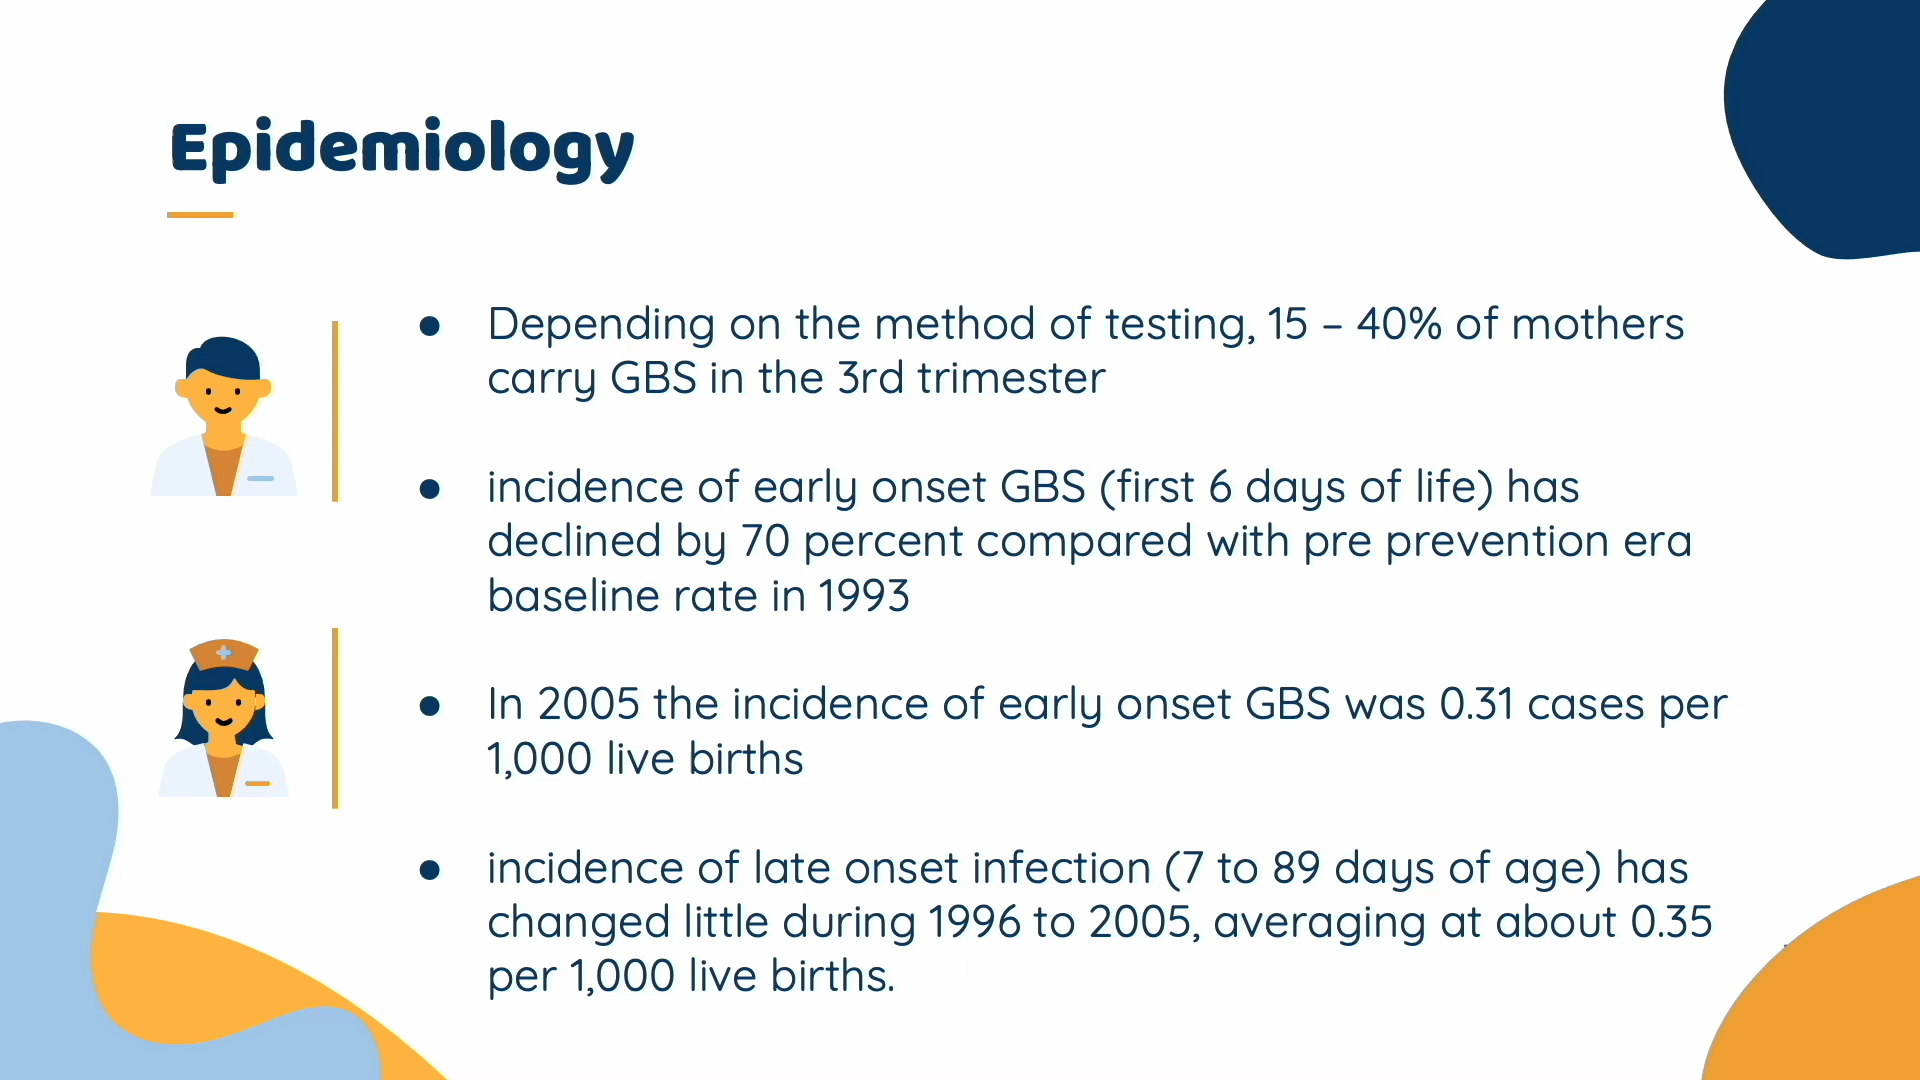 Epidemiology
● Depending on the method of testing, 15 – 40% of mothers
carry GBS in the 3rd trimester
● incidence of early onset GBS (first 6 days of life) has
declined by 70 percent compared with pre prevention era
baseline rate in 1993
● In 2005 the incidence of early onset GBS was 0.31 cases per
1,000 live births
● incidence of late onset infection (7 to 89 days of age) has
changed little during 1996 to 2005, averaging at about 0.35
per 1,000 live births.